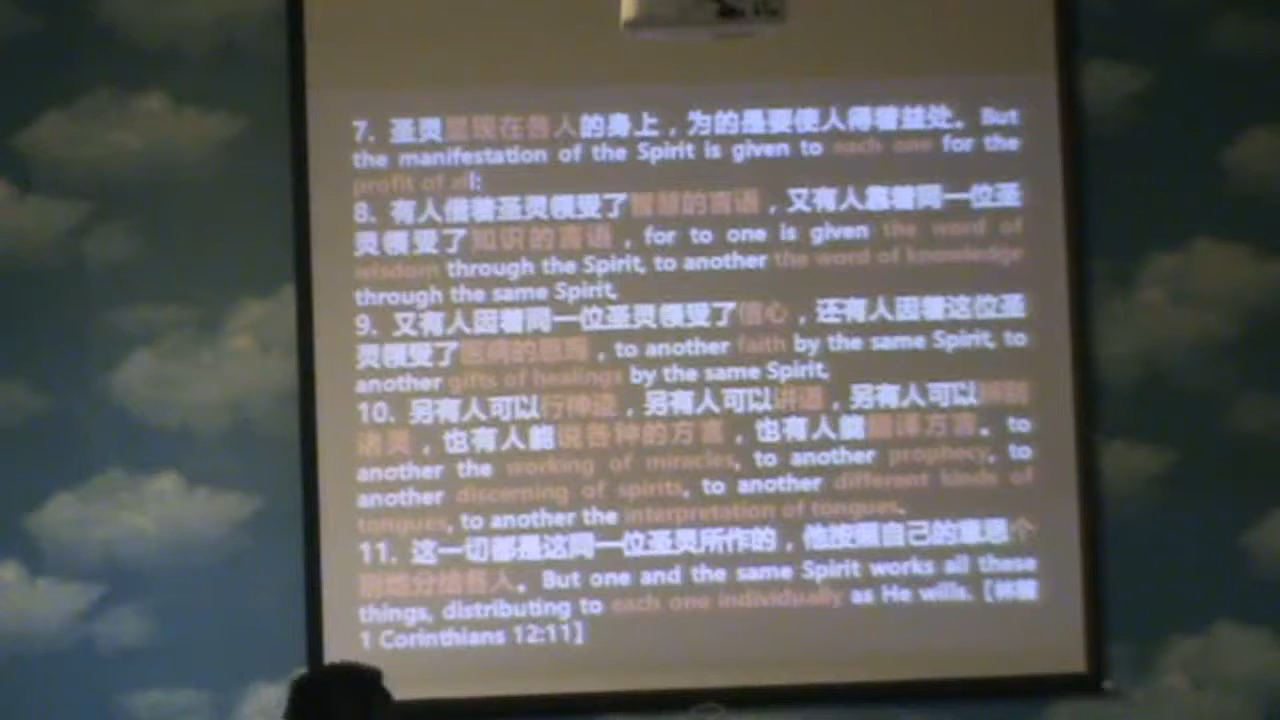 7. 圣灵显现在各人的身上，为的是要使人得着益处。But
the manifestation of the Spirit is given to each one for the
profit of all:
8. 有人借着圣灵领受了智慧的言语，又有人靠着同一位圣
灵领受了知识的言语，for to one is given the word of
wisdom through the Spirit, to another the word of knowledge
through the same Spirit,
9. 又有人因着同一位圣灵领受了信心，还有人因着这位圣
灵领受了医病的恩赐，to another faith by the same Spirit, to
another gifts of healings by the same Spirit,
10. 另有人可以行神迹，另有人可以讲道，另有人可以辨别
诸灵，也有人能说各种的方言，也有人能翻译方言。to
another the working of miracles, to another prophecy, to
another discerning of spirits, to another different kinds of
tongues, to another the interpretation of tongues.
11. 这一切都是这同一位圣灵所作的，他按照自己的意思个
别地分给各人。But one and the same Spirit works all these
things, distributing to each one individually as He wills. [林前
1 Corinthians 12:11]